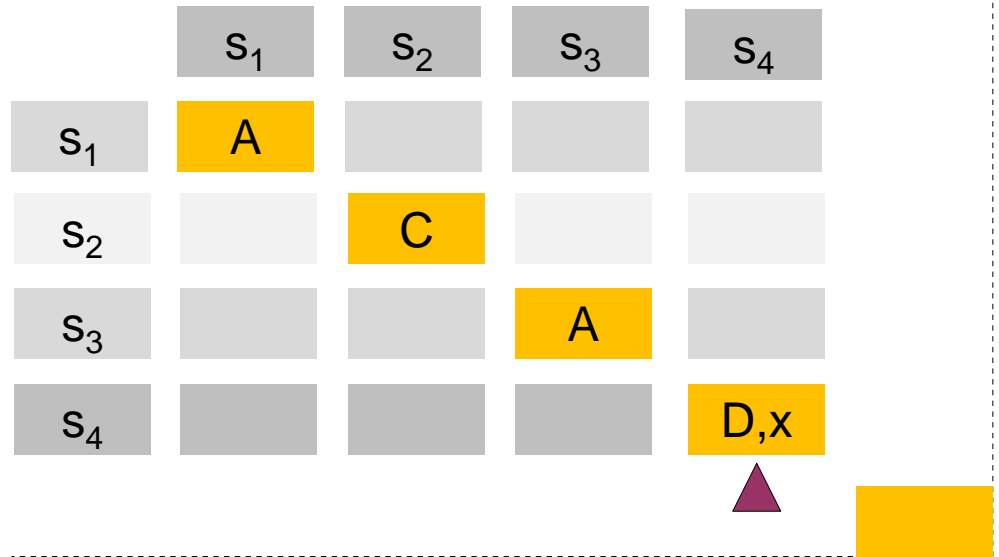 s₁ s₂ s₃ s₄
s₁ A
s₂ C
s₃ A
s₄ D,x